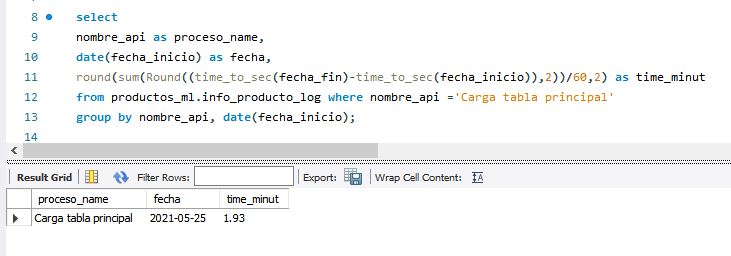 8 select
9 nombre_api as proceso_name,
10 date(fecha_inicio) as fecha,
11 round(sum(Round((time_to_sec(fecha_fin)-time_to_sec(fecha_inicio)),2))/60,2) as time_minut
12 from productos_ml.info_producto_log where nombre_api ='Carga tabla principal'
13 group by nombre_api, date(fecha_inicio);
14
Result Grid Filter Rows: Export: Wrap Cell Content:
proceso_name fecha time_minut
Carga tabla principal 2021-05-25 1.93